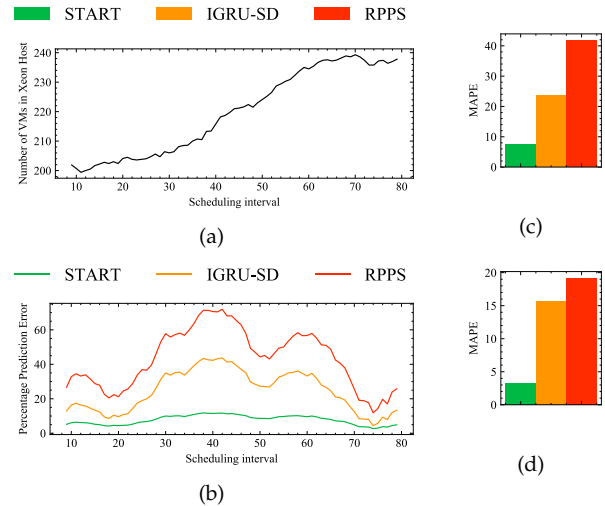 START IGRU-SD RPPS
Number of VMs in Xeon Host
240
230
220
210
200
10 20 30 40 50 60 70 80
Scheduling interval
(a)
MAPE
40
30
20
10
0
(c)
START IGRU-SD RPPS
Percentage Prediction Error
60
40
20
0
10 20 30 40 50 60 70 80
Scheduling interval
(b)
MAPE
20
15
10
5
0
(d)